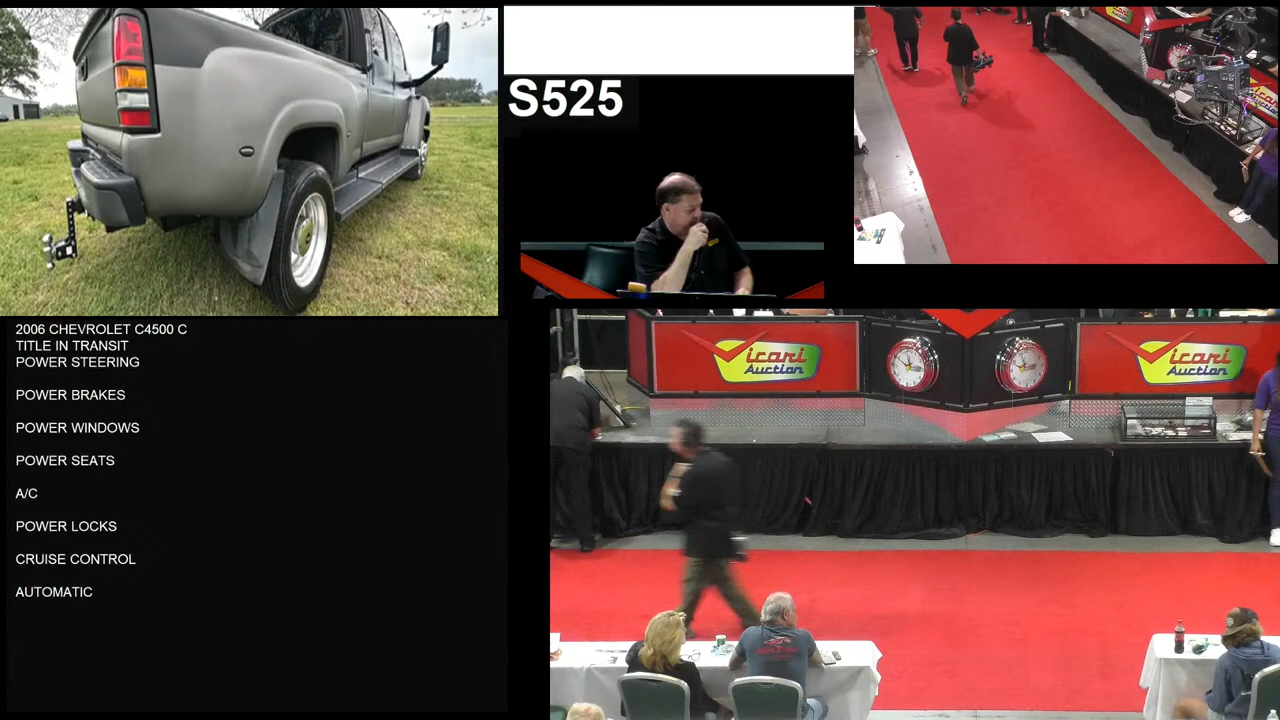 S525
2006 CHEVROLET C4500 C
TITLE IN TRANSIT
POWER STEERING
POWER BRAKES
POWER WINDOWS
POWER SEATS
A/C
POWER LOCKS
CRUISE CONTROL
AUTOMATIC
Vicari
Auction
Vicari
Auction